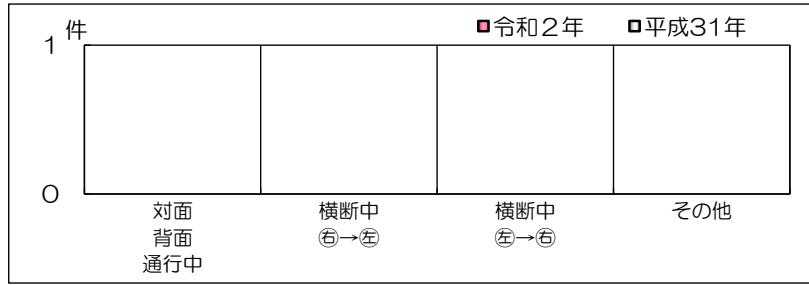 件 ■令和2年 □平成31年
1
0
対面 横断中 横断中 その他
背面 ㊨→㊧ ㊧→㊨
通行中